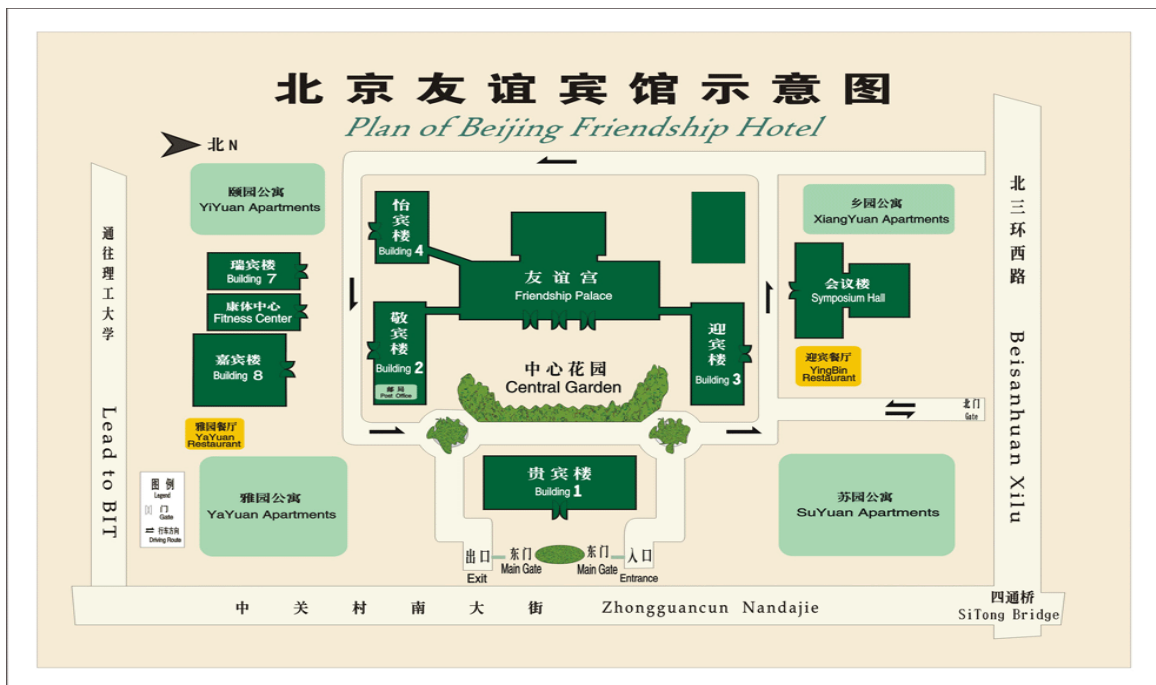 北京友谊宾馆示意图
Plan of Beijing Friendship Hotel
北 N
颐园公寓
YiYuan Apartments
怡宾楼
Building 4
友谊宫
Friendship Palace
乡园公寓
XiangYuan Apartments
瑞宾楼
Building 7
康体中心
Fitness Center
嘉宾楼
Building 8
敬宾楼
Building 2
邮局
Post Office
迎宾楼
Building 3
会议楼
Symposium Hall
迎宾餐厅
YingBin
Restaurant
中心花园
Central Garden
北门
Gate
雅园餐厅
YaYuan
Restaurant
图例
Legend
门
Gate
行车方向
Driving Route
雅园公寓
YaYuan Apartments
贵宾楼
Building 1
苏园公寓
SuYuan Apartments
出口
Exit
东门
Main Gate
东门
Main Gate
入口
Entrance
通往理工大学
Lead to BIT
北三环西路
Beisanhuan Xilu
中关村南大街 Zhongguancun Nandajie
四通桥
SiTong Bridge